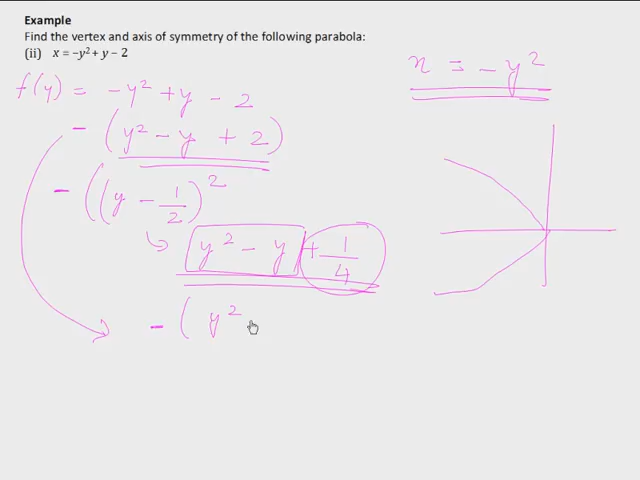 Example
Find the vertex and axis of symmetry of the following parabola:
(ii) x = –y² + y – 2
f(y) = -y² + y - 2
- (y² - y + 2)
- ((y - 1/2)²
y² - y + 1/4
- ( y²
x = -y²